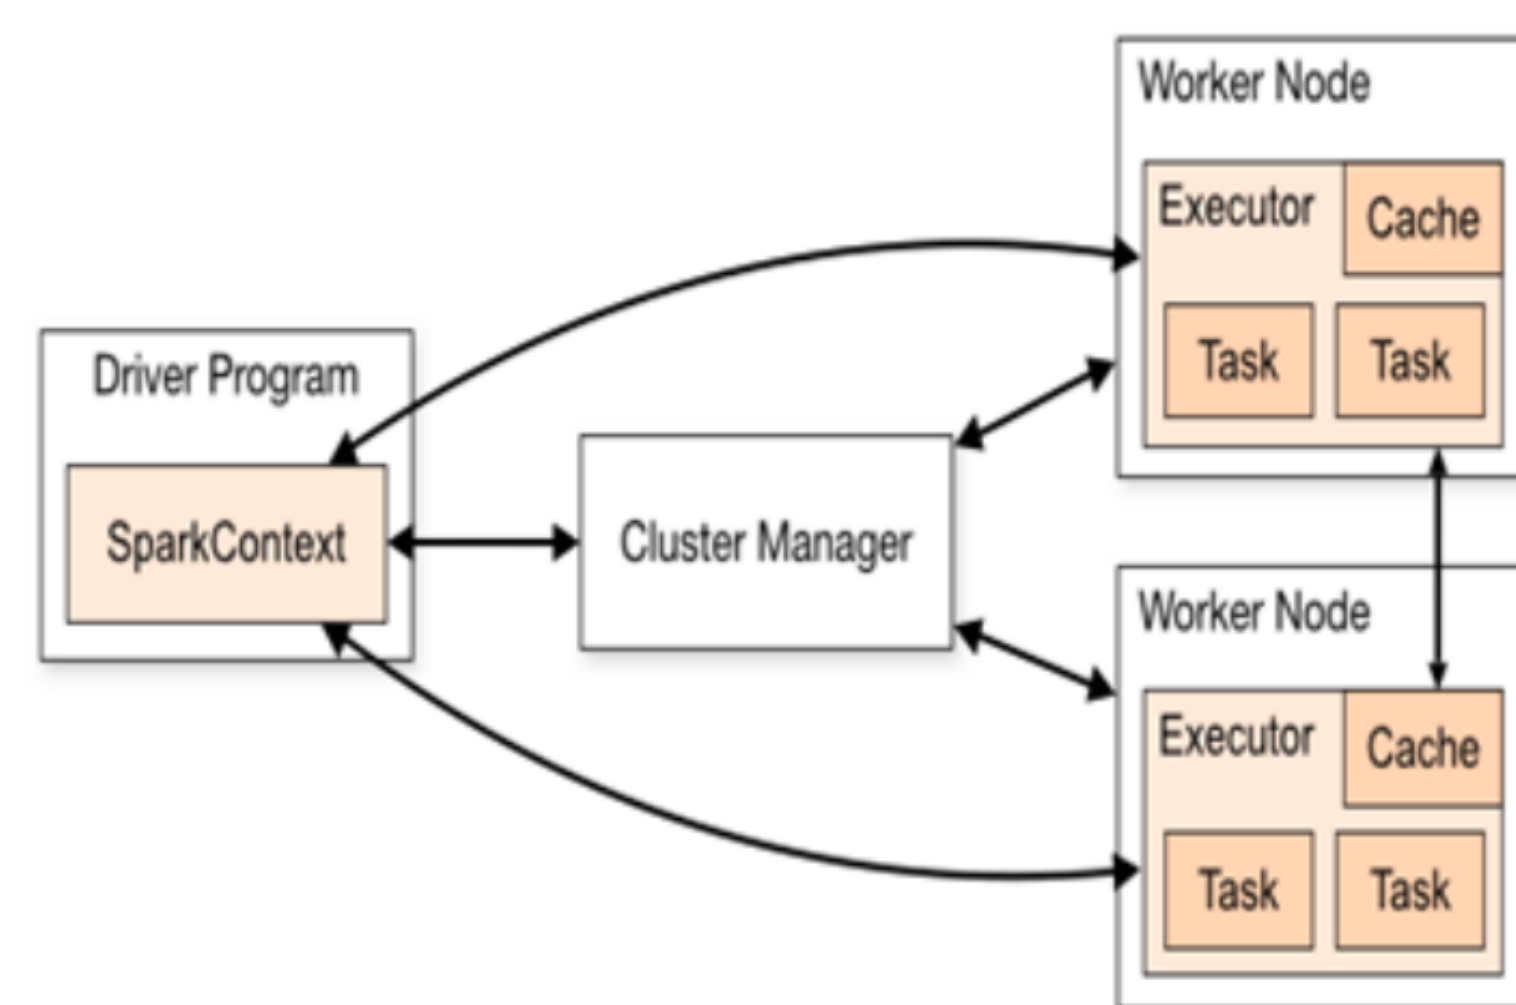 Worker Node
Executor
Cache
Task Task
Driver Program
SparkContext
Cluster Manager
Worker Node
Executor
Cache
Task Task